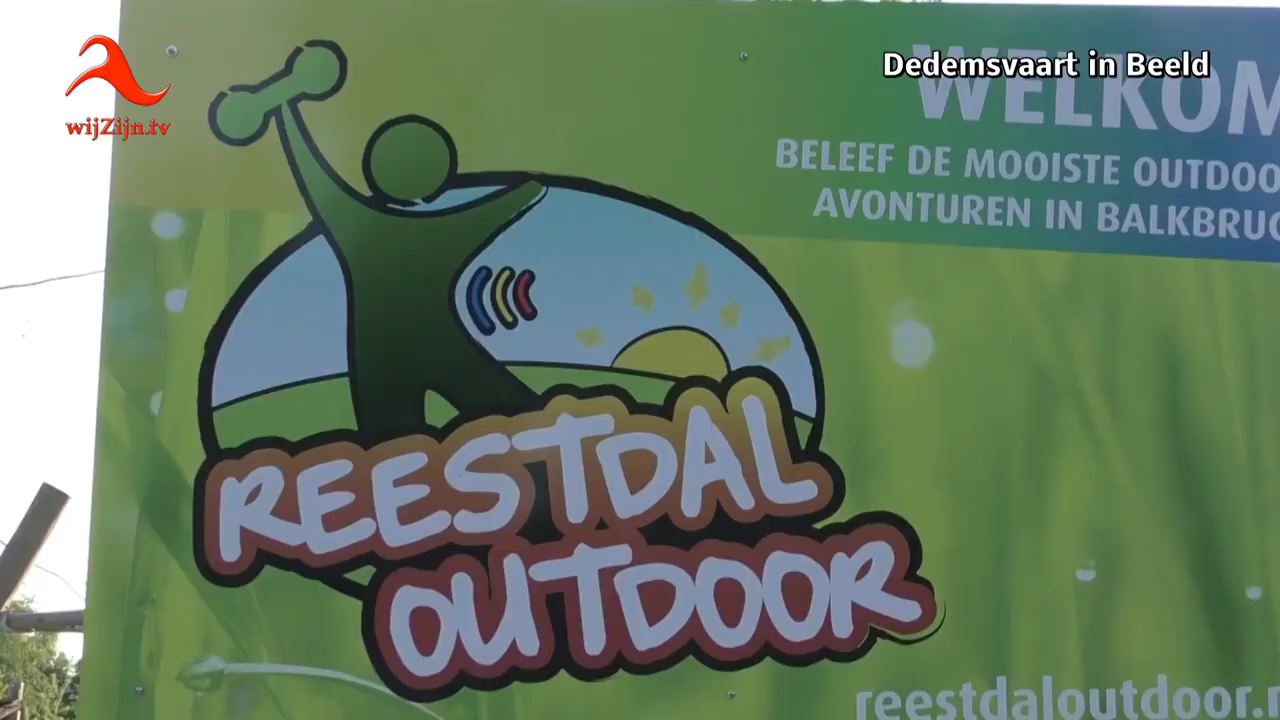 wijZijn.tv
Dedemsvaart in Beeld
WELKOM
BELEEF DE MOOISTE OUTDOO
AVONTUREN IN BALKBRUG
REESTDAL
OUTDOOR
reestdaloutdoor.n